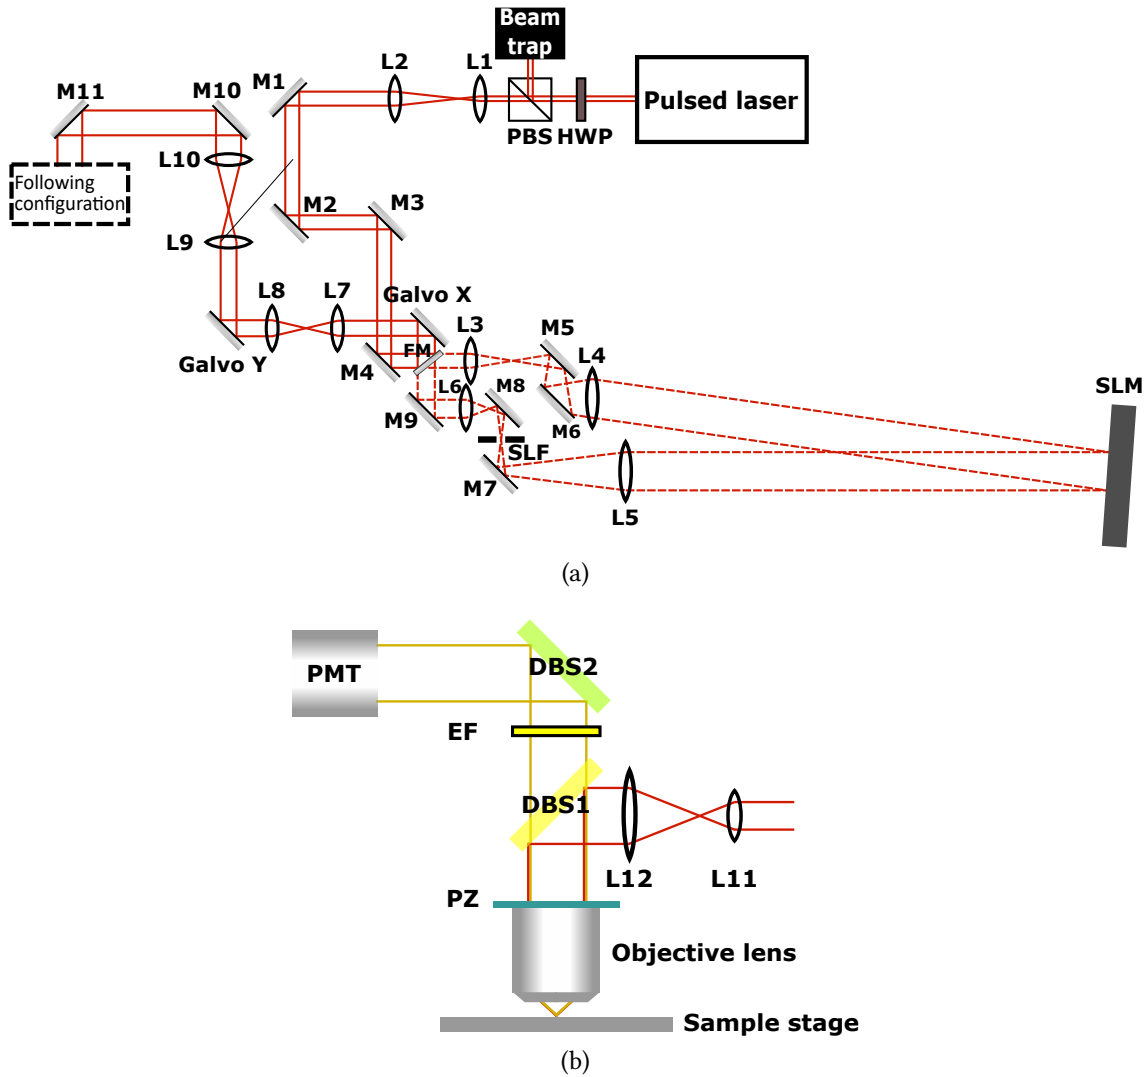 Beam
trap
L2
L1
M1
M10
M11
Pulsed laser
PBS
HWP
L10
Following
configuration
M2
M3
L9
L8
L7
Galvo X
L3
M5
FM
L4
Galvo Y
M4
L6
M8
SLM
M9
M6
SLF
M7
L5
(a)
PMT
DBS2
EF
DBS1
L12
L11
PZ
Objective lens
Sample stage
(b)